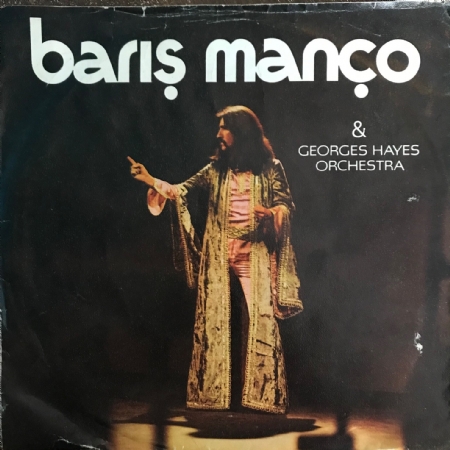 barış manço
&
GEORGES HAYES
ORCHESTRA